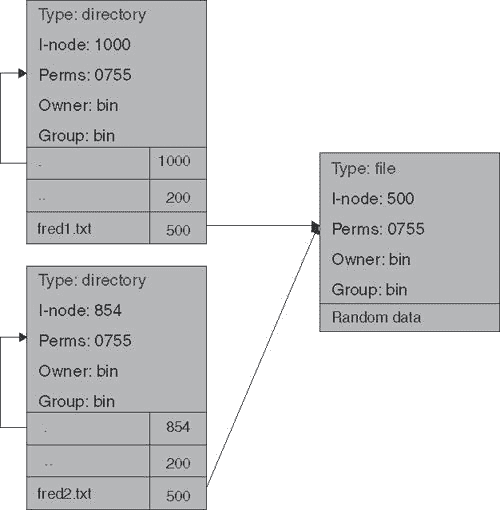 Type: directory
I-node: 1000
Perms: 0755
Owner: bin
Group: bin
. 1000
.. 200
fred1.txt 500
Type: directory
I-node: 854
Perms: 0755
Owner: bin
Group: bin
. 854
.. 200
fred2.txt 500
Type: file
I-node: 500
Perms: 0755
Owner: bin
Group: bin
Random data